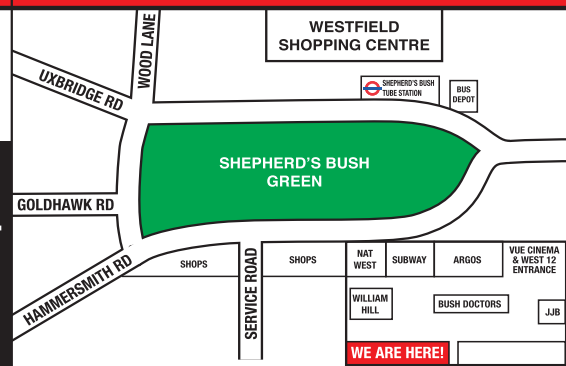 WESTFIELD
SHOPPING CENTRE
WOOD LANE
UXBRIDGE RD
SHEPHERD'S BUSH
TUBE STATION
BUS
DEPOT
SHEPHERD'S BUSH
GREEN
GOLDHAWK RD
HAMMERSMITH RD
SHOPS
SERVICE ROAD
SHOPS
NAT
WEST
SUBWAY
ARGOS
VUE CINEMA
& WEST 12
ENTRANCE
WILLIAM
HILL
BUSH DOCTORS
JJB
WE ARE HERE!